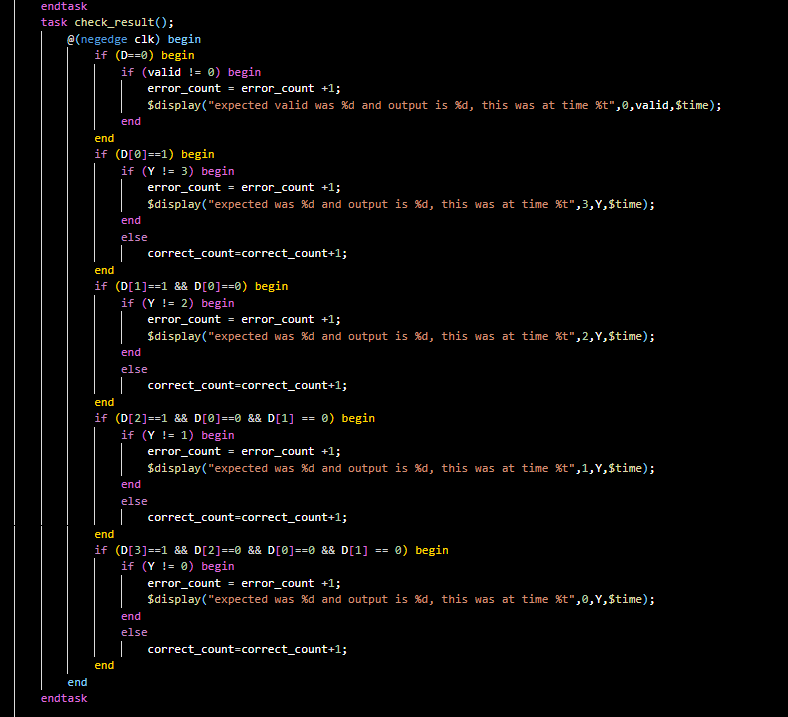 endtask
task check_result();
@(negedge clk) begin
if (D==0) begin
if (valid != 0) begin
error_count = error_count +1;
$display("expected valid was %d and output is %d, this was at time %t",0,valid,$time);
end
end
if (D[0]==1) begin
if (Y != 3) begin
error_count = error_count +1;
$display("expected was %d and output is %d, this was at time %t",3,Y,$time);
end
else
correct_count=correct_count+1;
end
if (D[1]==1 && D[0]==0) begin
if (Y != 2) begin
error_count = error_count +1;
$display("expected was %d and output is %d, this was at time %t",2,Y,$time);
end
else
correct_count=correct_count+1;
end
if (D[2]==1 && D[0]==0 && D[1] == 0) begin
if (Y != 1) begin
error_count = error_count +1;
$display("expected was %d and output is %d, this was at time %t",1,Y,$time);
end
else
correct_count=correct_count+1;
end
if (D[3]==1 && D[2]==0 && D[0]==0 && D[1] == 0) begin
if (Y != 0) begin
error_count = error_count +1;
$display("expected was %d and output is %d, this was at time %t",0,Y,$time);
end
else
correct_count=correct_count+1;
end
end
endtask